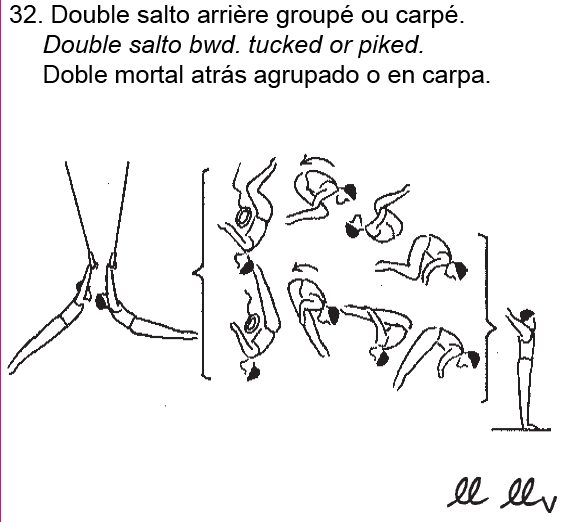 32. Double salto arrière groupé ou carpé.
Double salto bwd. tucked or piked.
Doble mortal atrás agrupado o en carpa.